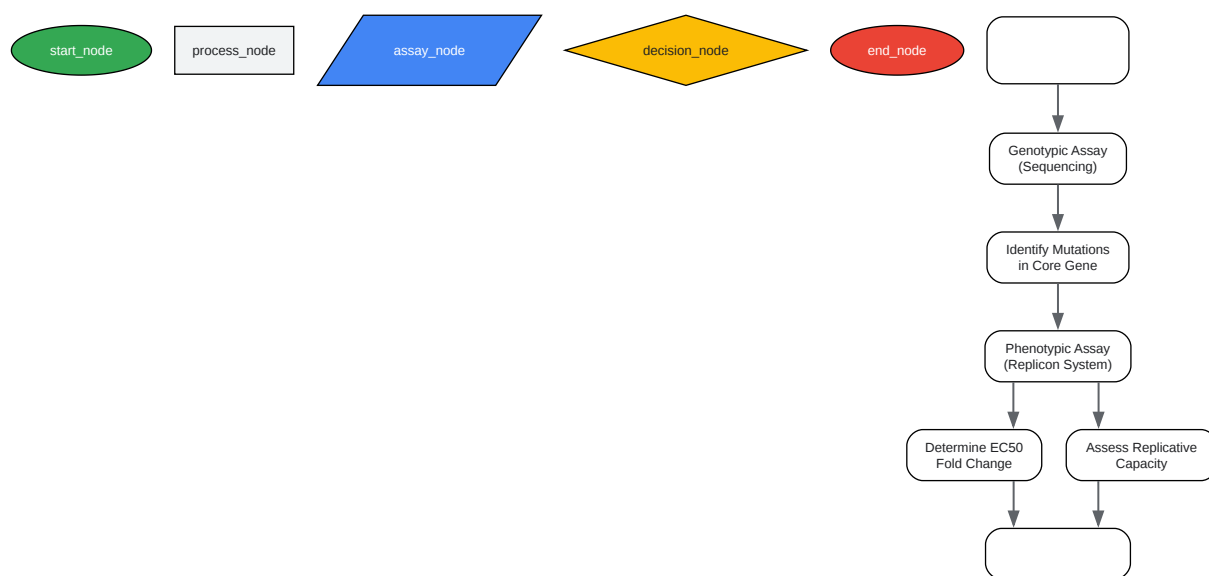 start_node
process_node
assay_node
decision_node
end_node
Genotypic Assay
(Sequencing)
Identify Mutations
in Core Gene
Phenotypic Assay
(Replicon System)
Determine EC50
Fold Change
Assess Replicative
Capacity